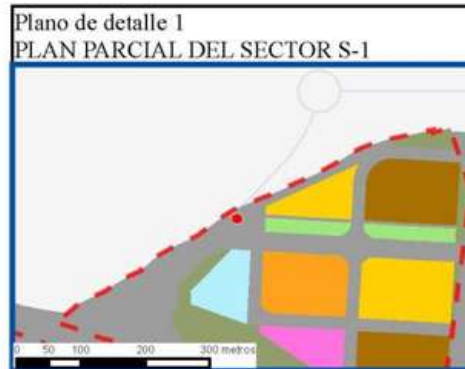 Plano de detalle 1
PLAN PARCIAL DEL SECTOR S-1
0 50 100 200 300 metros